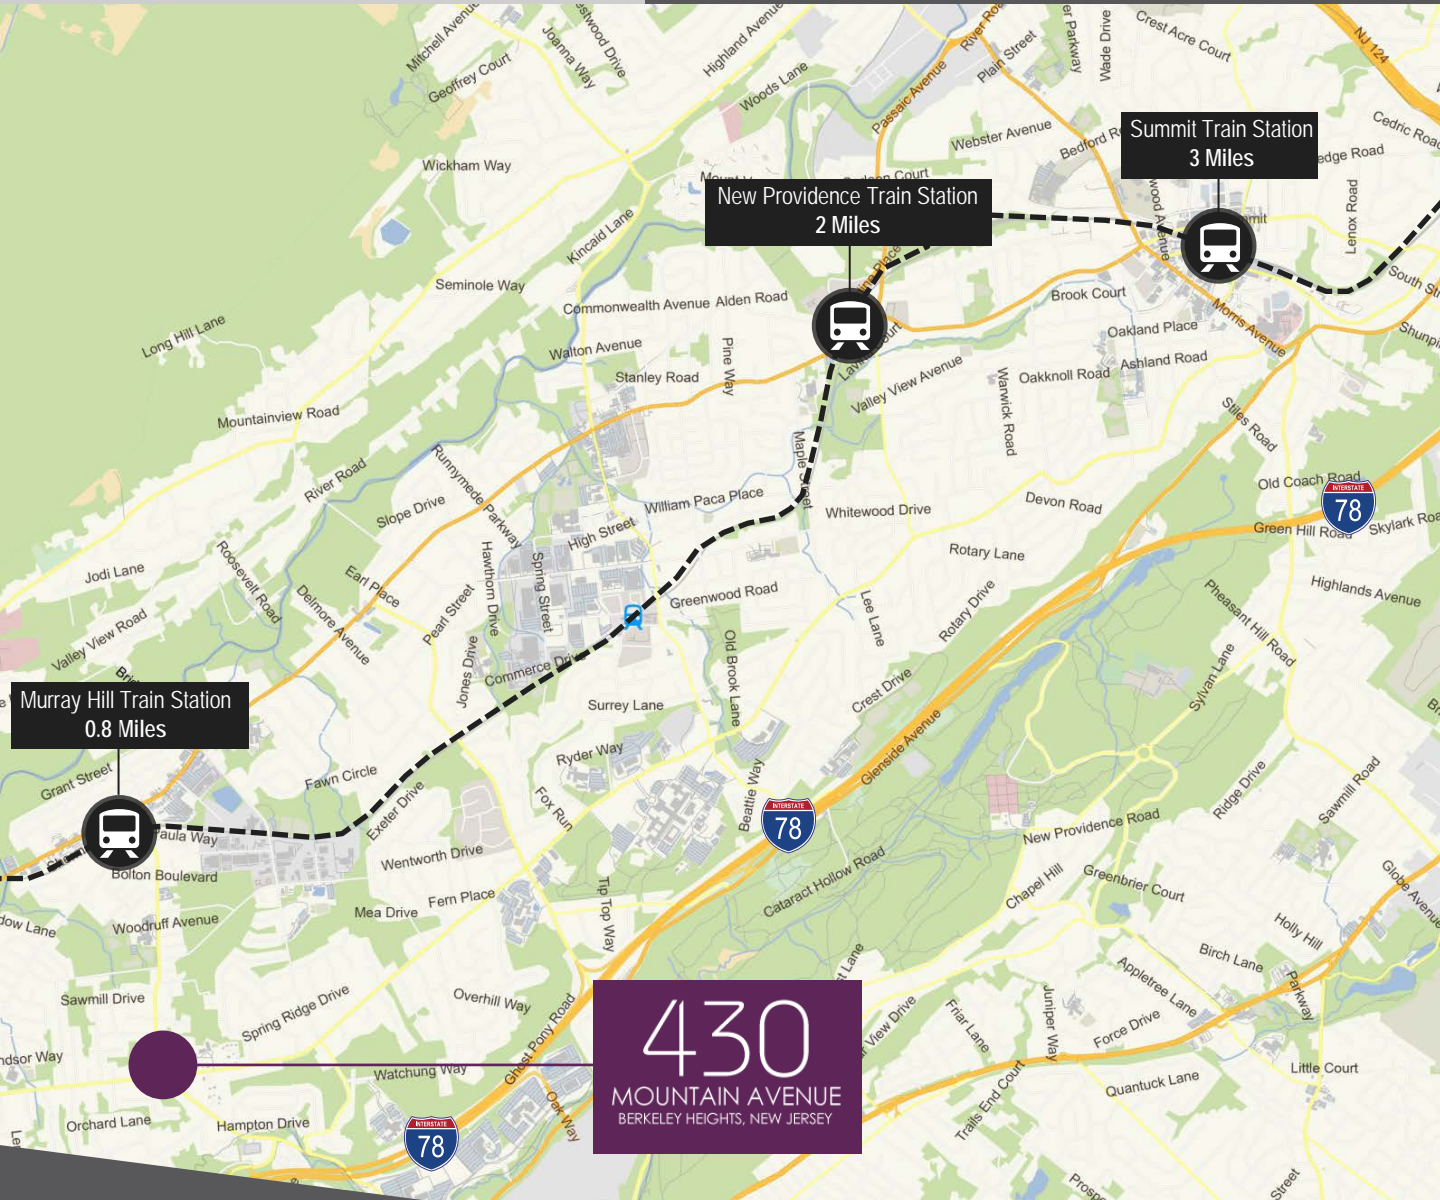 Mitchell Avenue
Geoffrey Court
Joanna Way
Highland Avenue
Woods Lane
Passaic Avenue
Plain Street
Wade Drive
Crest Acre Court
NJ 124
Webster Avenue
Summit Train Station
3 Miles
Lenox Road
Wickham Way
New Providence Train Station
2 Miles
Kincaid Lane
Seminole Way
Commonwealth Avenue
Alden Road
Brook Court
Oakland Place
Morris Avenue
Long Hill Lane
Walton Avenue
Stanley Road
Pine Way
Valley View Avenue
Warwick Road
Oakknoll Road
Ashland Road
Mountainview Road
Stiles Road
River Road
Runnymede Parkway
Slope Drive
William Paca Place
Whitewood Drive
Devon Road
Old Coach Road
INTERSTATE
78
Green Hill Road
High Street
Rotary Lane
Jodi Lane
Roosevelt Road
Earl Place
Delmore Avenue
Pearl Street
Hawthorn Drive
Spring Street
Greenwood Road
Lee Lane
Rotary Drive
Highlands Avenue
Pheasant Hill Road
Valley View Road
Jones Drive
Commerce Drive
Old Brook Lane
Surrey Lane
Crest Drive
Sylvan Lane
Murray Hill Train Station
0.8 Miles
Glenside Avenue
Ryder Way
Grant Street
Fawn Circle
Exeter Drive
Fox Run
Beattie Way
INTERSTATE
78
Ridge Drive
Sawmill Road
New Providence Road
Paula Way
Wentworth Drive
Bolton Boulevard
Cataract Hollow Road
Chapel Hill
Greenbrier Court
Globe Avenue
Fern Place
Mea Drive
Tip Top Way
Woodruff Avenue
Holly Hill
Birch Lane
Appletree Lane
Parkway
Sawmill Drive
Spring Ridge Drive
Overhill Way
Ghost Pony Road
Friar Lane
Juniper Way
Force Drive
430
MOUNTAIN AVENUE
BERKELEY HEIGHTS, NEW JERSEY
Watchung Way
Little Court
Quantuck Lane
Trails End Court
Orchard Lane
Hampton Drive
Oak Way
INTERSTATE
78
Street